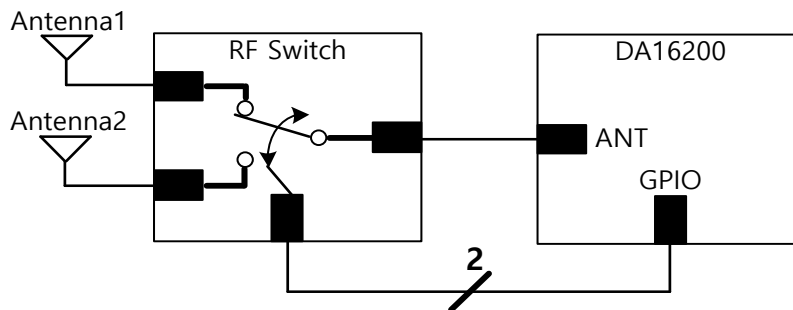 Antenna1
RF Switch
DA16200
Antenna2
ANT
GPIO
2